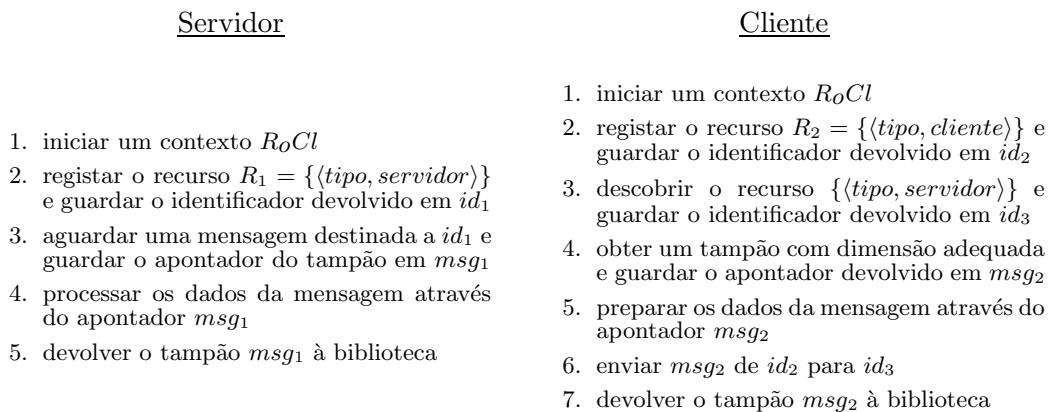 Servidor
1. iniciar um contexto RoCl
2. registar o recurso R1 = {⟨tipo, servidor⟩}
e guardar o identificador devolvido em id1
3. aguardar uma mensagem destinada a id1 e
guardar o apontador do tampão em msg1
4. processar os dados da mensagem através
do apontador msg1
5. devolver o tampão msg1 à biblioteca
Cliente
1. iniciar um contexto RoCl
2. registar o recurso R2 = {⟨tipo, cliente⟩} e
guardar o identificador devolvido em id2
3. descobrir o recurso {⟨tipo, servidor⟩} e
guardar o identificador devolvido em id3
4. obter um tampão com dimensão adequada
e guardar o apontador devolvido em msg2
5. preparar os dados da mensagem através do
apontador msg2
6. enviar msg2 de id2 para id3
7. devolver o tampão msg2 à biblioteca